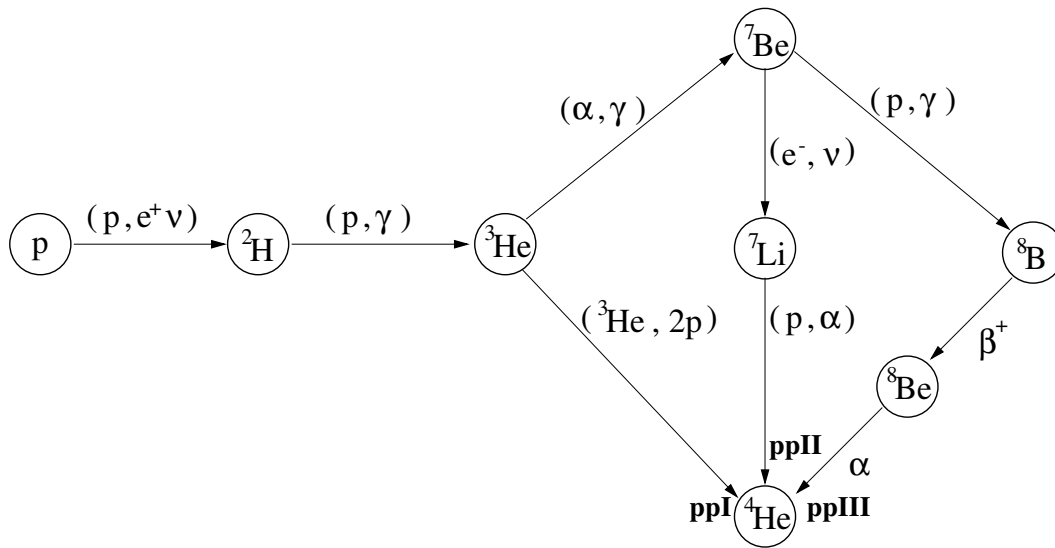 ⁷Be
(α,γ)
(p,γ)
(e⁻,ν)
(p,e⁺ν)
(p,γ)
p
²H
³He
⁷Li
⁸B
(³He,2p)
(p,α)
β⁺
⁸Be
ppII
α
ppI
⁴He
ppIII